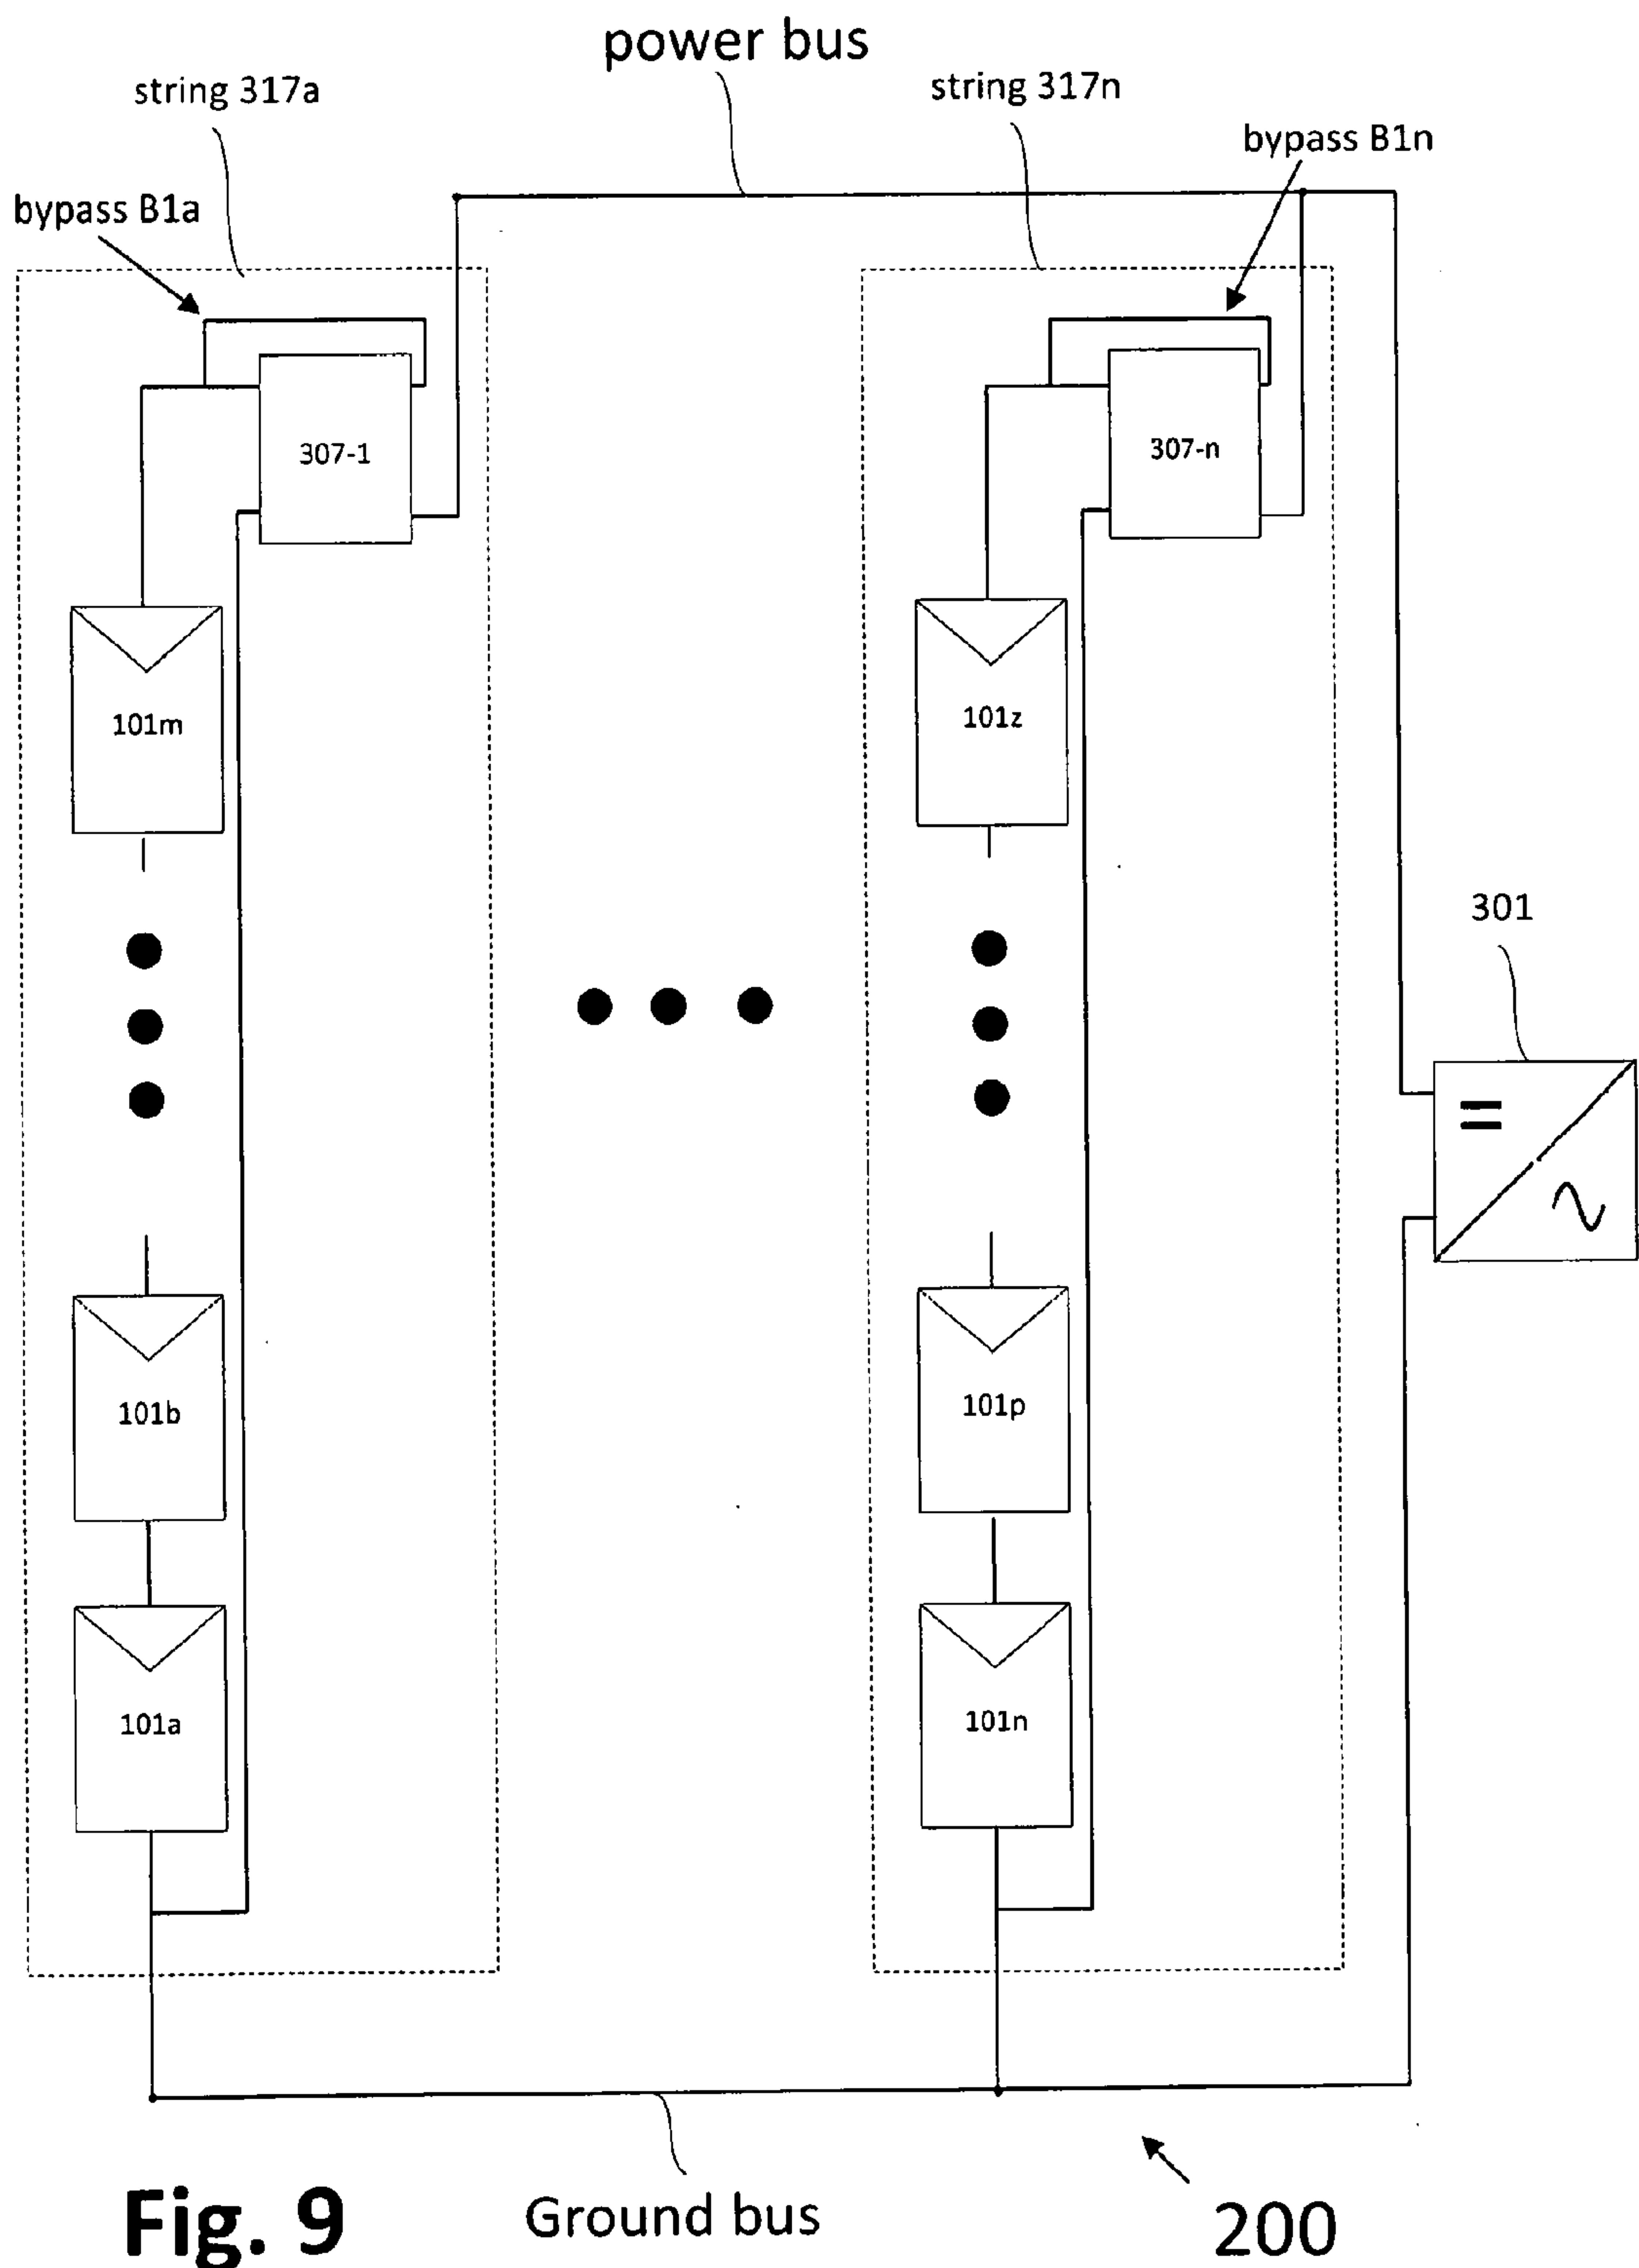 power bus
string 317a
string 317n
bypass B1n
bypass B1a
307-1
307-n
101m
101z
301
101b
101p
101a
101n
Fig. 9
Ground bus
200